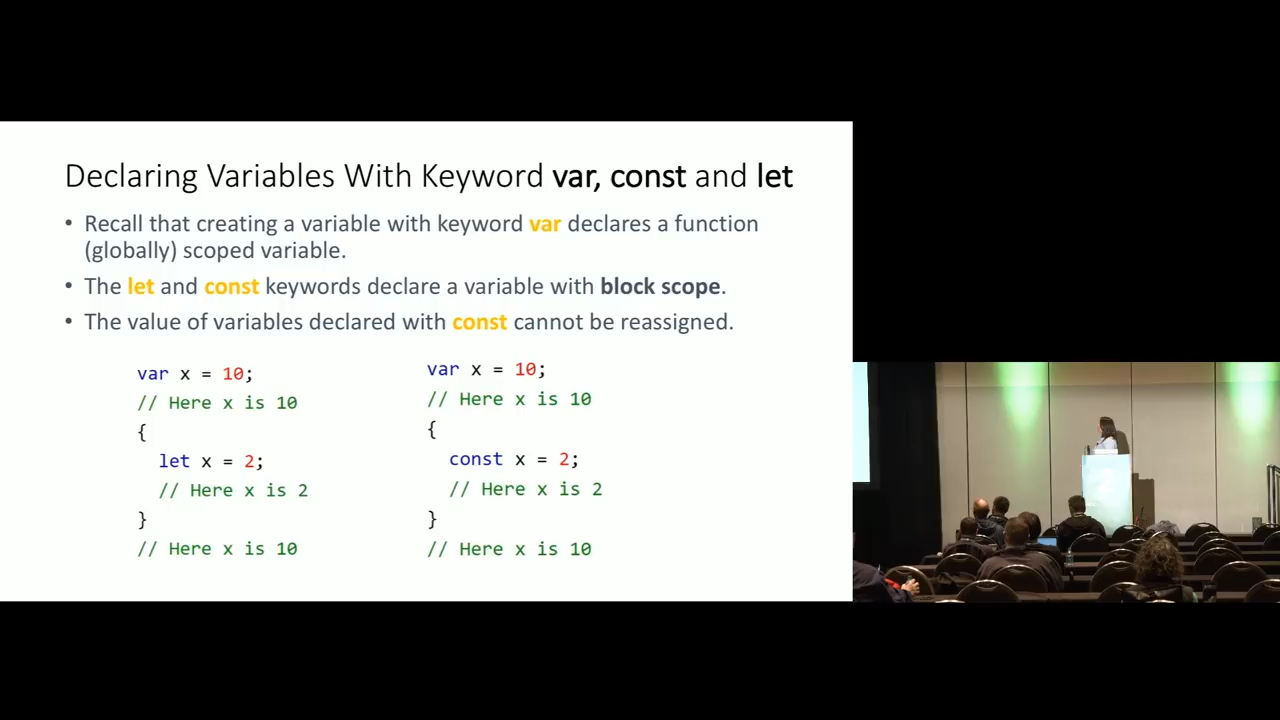 Declaring Variables With Keyword var, const and let
• Recall that creating a variable with keyword var declares a function
(globally) scoped variable.
• The let and const keywords declare a variable with block scope.
• The value of variables declared with const cannot be reassigned.
var x = 10;
// Here x is 10
{
let x = 2;
// Here x is 2
}
// Here x is 10
var x = 10;
// Here x is 10
{
const x = 2;
// Here x is 2
}
// Here x is 10